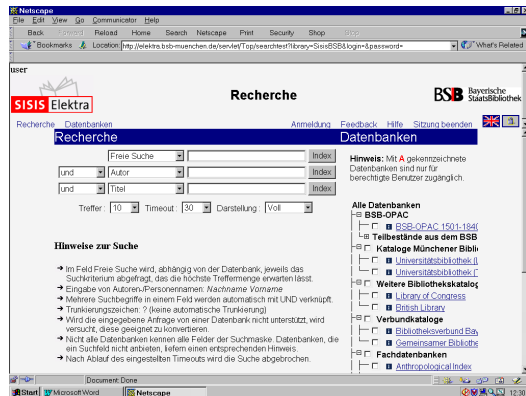 Netscape
File Edit View Go Communicator Help
Back Forward Reload Home Search Netscape Print Security Shop Stop
Bookmarks Location: http://elektra.bsb-muenchen.de/servlet/Top/searchtest?library=SisisBSB&login=&password= What's Related
user
SISIS Elektra
Recherche
BSB Bayerische
StaatsBibliothek
Recherche Datenbanken Anmeldung Feedback Hilfe Sitzung beenden
Recherche Datenbanken
Freie Suche Index
und Autor Index
und Titel Index
Treffer: 10 Timeout: 30 Darstellung: Voll
Hinweis: Mit A gekennzeichnete
Datenbanken sind nur für
berechtigte Benutzer zugänglich.
Hinweise zur Suche
Im Feld Freie Suche wird, abhängig von der Datenbank, jeweils das
Suchkriterium abgefragt, das die höchste Treffermenge erwarten lässt.
Eingabe von Autoren-/Personennamen: Nachname Vorname
Mehrere Suchbegriffe in einem Feld werden automatisch mit UND verknüpft.
Trunkierungszeichen: ? (keine automatische Trunkierung)
Wird die eingegebene Anfrage von einer Datenbank nicht unterstützt, wird
versucht, diese geeignet zu konvertieren.
Nicht alle Datenbanken kennen alle Felder der Suchmaske. Datenbanken, die
ein Suchfeld nicht anbieten, liefern einen entsprechenden Hinweis.
Nach Ablauf des eingestellten Timeouts wird die Suche abgebrochen.
Alle Datenbanken
BSB-OPAC
BSB-OPAC 1501-184
Teilbestände aus dem BSB
Kataloge Münchener Bibli
Universitätsbibliothek (L
Universitätsbibliothek (T
Weitere Bibliothekskatalog
Library of Congress
British Library
Verbundkataloge
Bibliotheksverbund Bay
Gemeinsamer Bibliothe
Fachdatenbanken
Anthropological Index
Document: Done
Start Microsoft Word Netscape 12:30